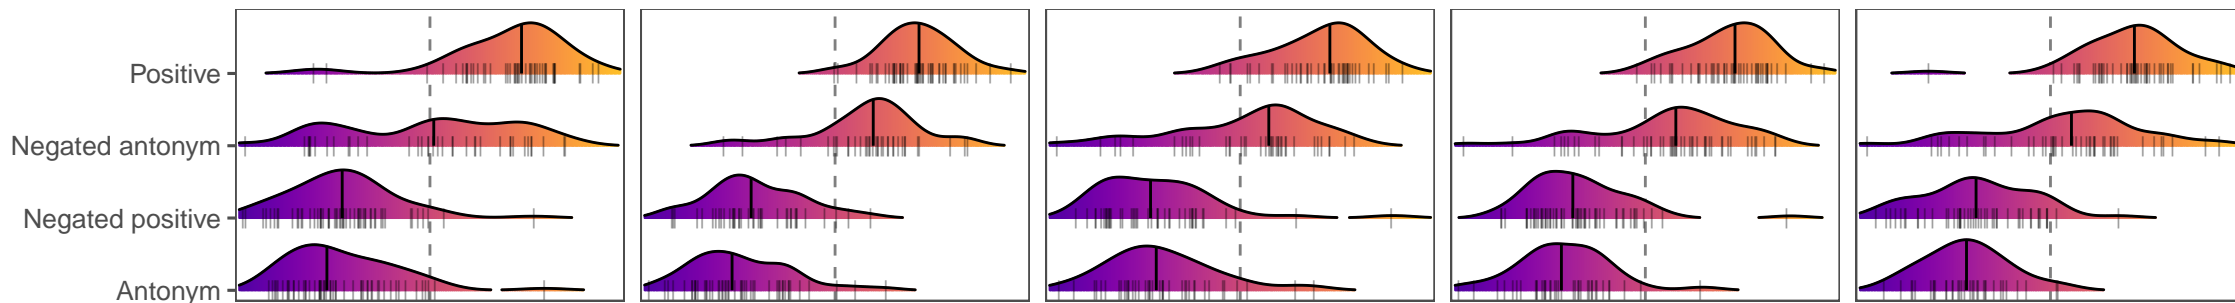 Positive
Negated antonym
Negated positive
Antonym